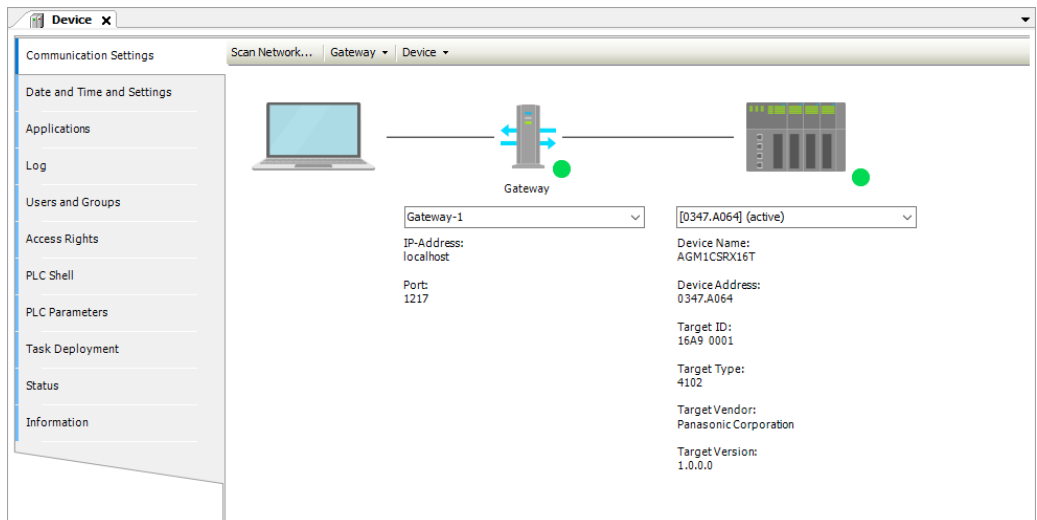 Device X
Communication Settings
Date and Time and Settings
Applications
Log
Users and Groups
Access Rights
PLC Shell
PLC Parameters
Task Deployment
Status
Information
Scan Network... Gateway Device
Gateway
Gateway-1
IP-Address:
localhost
Port:
1217
[0347.A064] (active)
Device Name:
AGM1CSRX16T
Device Address:
0347.A064
Target ID:
16A9 0001
Target Type:
4102
Target Vendor:
Panasonic Corporation
Target Version:
1.0.0.0